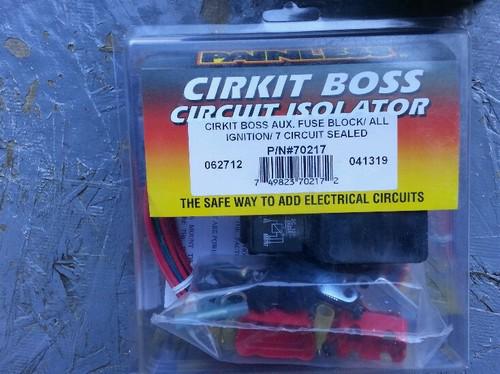 PAINLESS
CIRKIT BOSS
CIRCUIT ISOLATOR
CIRKIT BOSS AUX. FUSE BLOCK/ ALL
IGNITION/ 7 CIRCUIT SEALED
P/N#70217
062712 041319
7 49823 70217 2
THE SAFE WAY TO ADD ELECTRICAL CIRCUITS